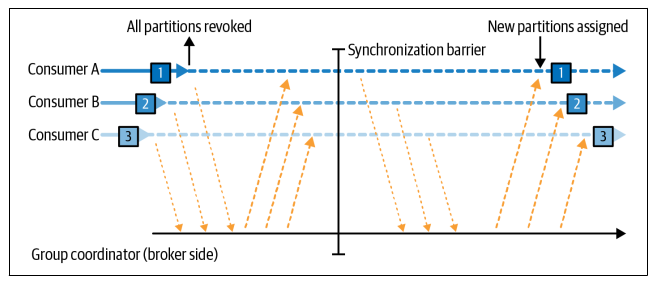 All partitions revoked
New partitions assigned
Synchronization barrier
Consumer A
1
1
Consumer B
2
2
Consumer C
3
3
Group coordinator (broker side)